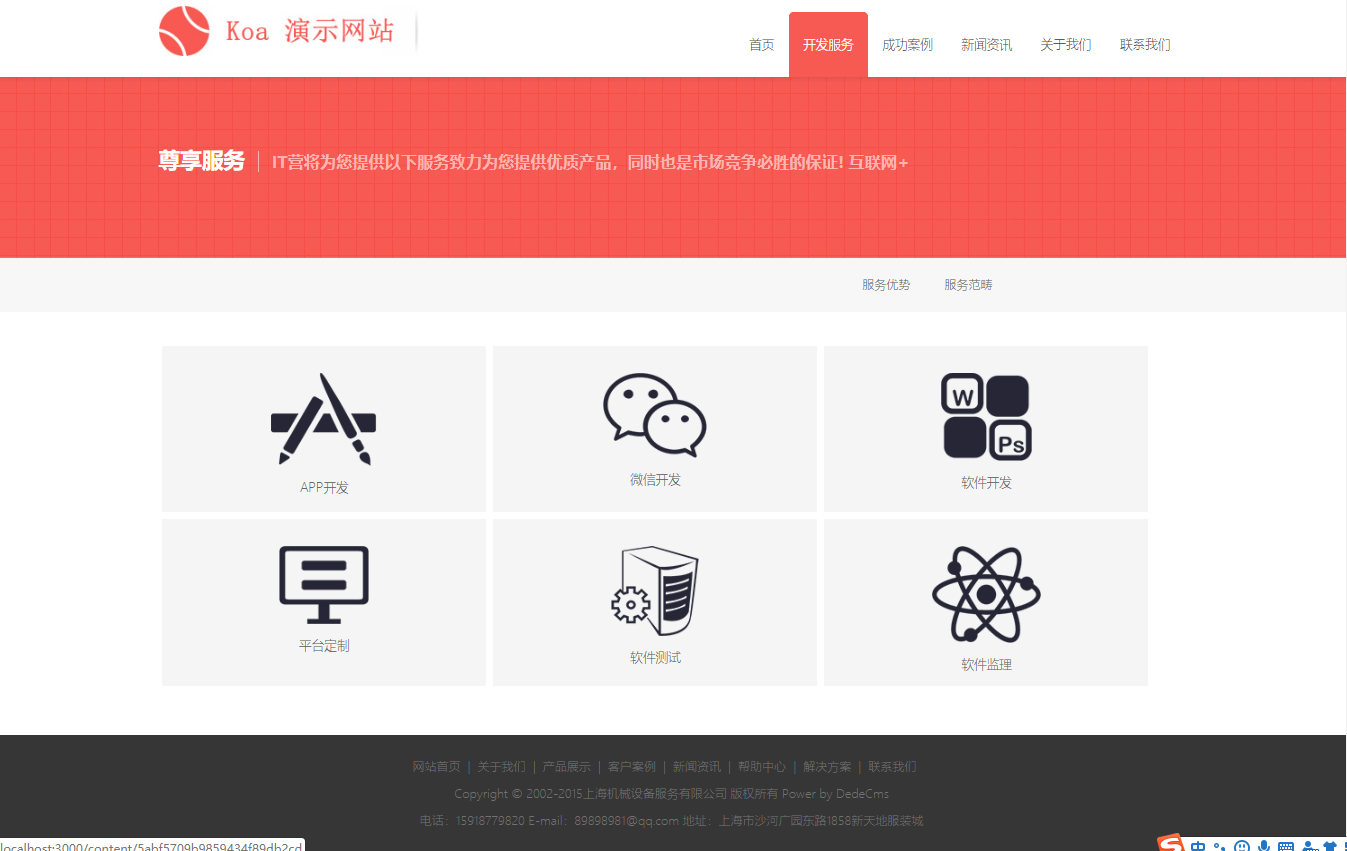 Koa 演示网站
首页 开发服务 成功案例 新闻资讯 关于我们 联系我们
尊享服务 IT营将为您提供以下服务致力为您提供优质产品，同时也是市场竞争必胜的保证! 互联网+
服务优势 服务范畴
APP开发
微信开发
W
Ps
软件开发
平台定制
软件测试
软件监理
网站首页 | 关于我们 | 产品展示 | 客户案例 | 新闻资讯 | 帮助中心 | 解决方案 | 联系我们
Copyright © 2002-2015上海机械设备服务有限公司 版权所有 Power by DedeCms
电话：15918779820 E-mail：89898981@qq.com 地址：上海市沙河广园东路1858新天地服装城
localhost:3000/content/5abf5709b9859434f89db2cd
S 中